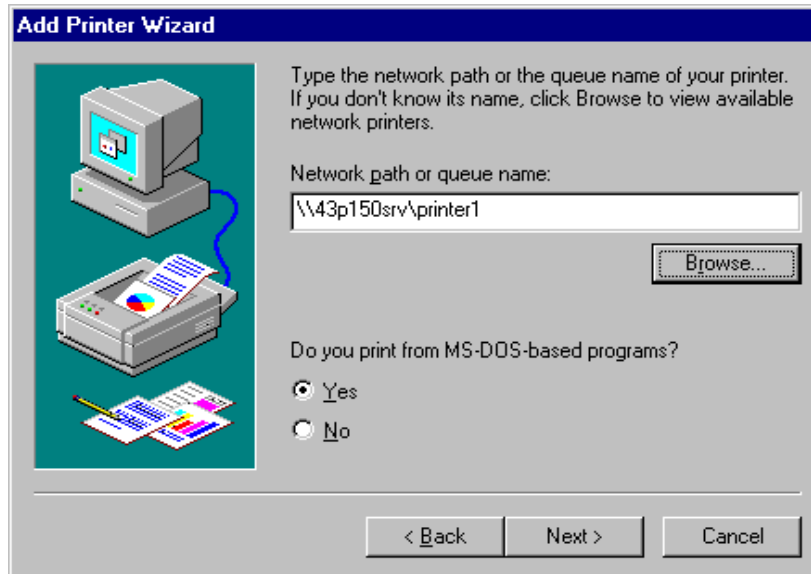 Add Printer Wizard
Type the network path or the queue name of your printer.
If you don't know its name, click Browse to view available
network printers.
Network path or queue name:
\\43p150srv\printer1
Browse...
Do you print from MS-DOS-based programs?
Yes
No
< Back
Next >
Cancel